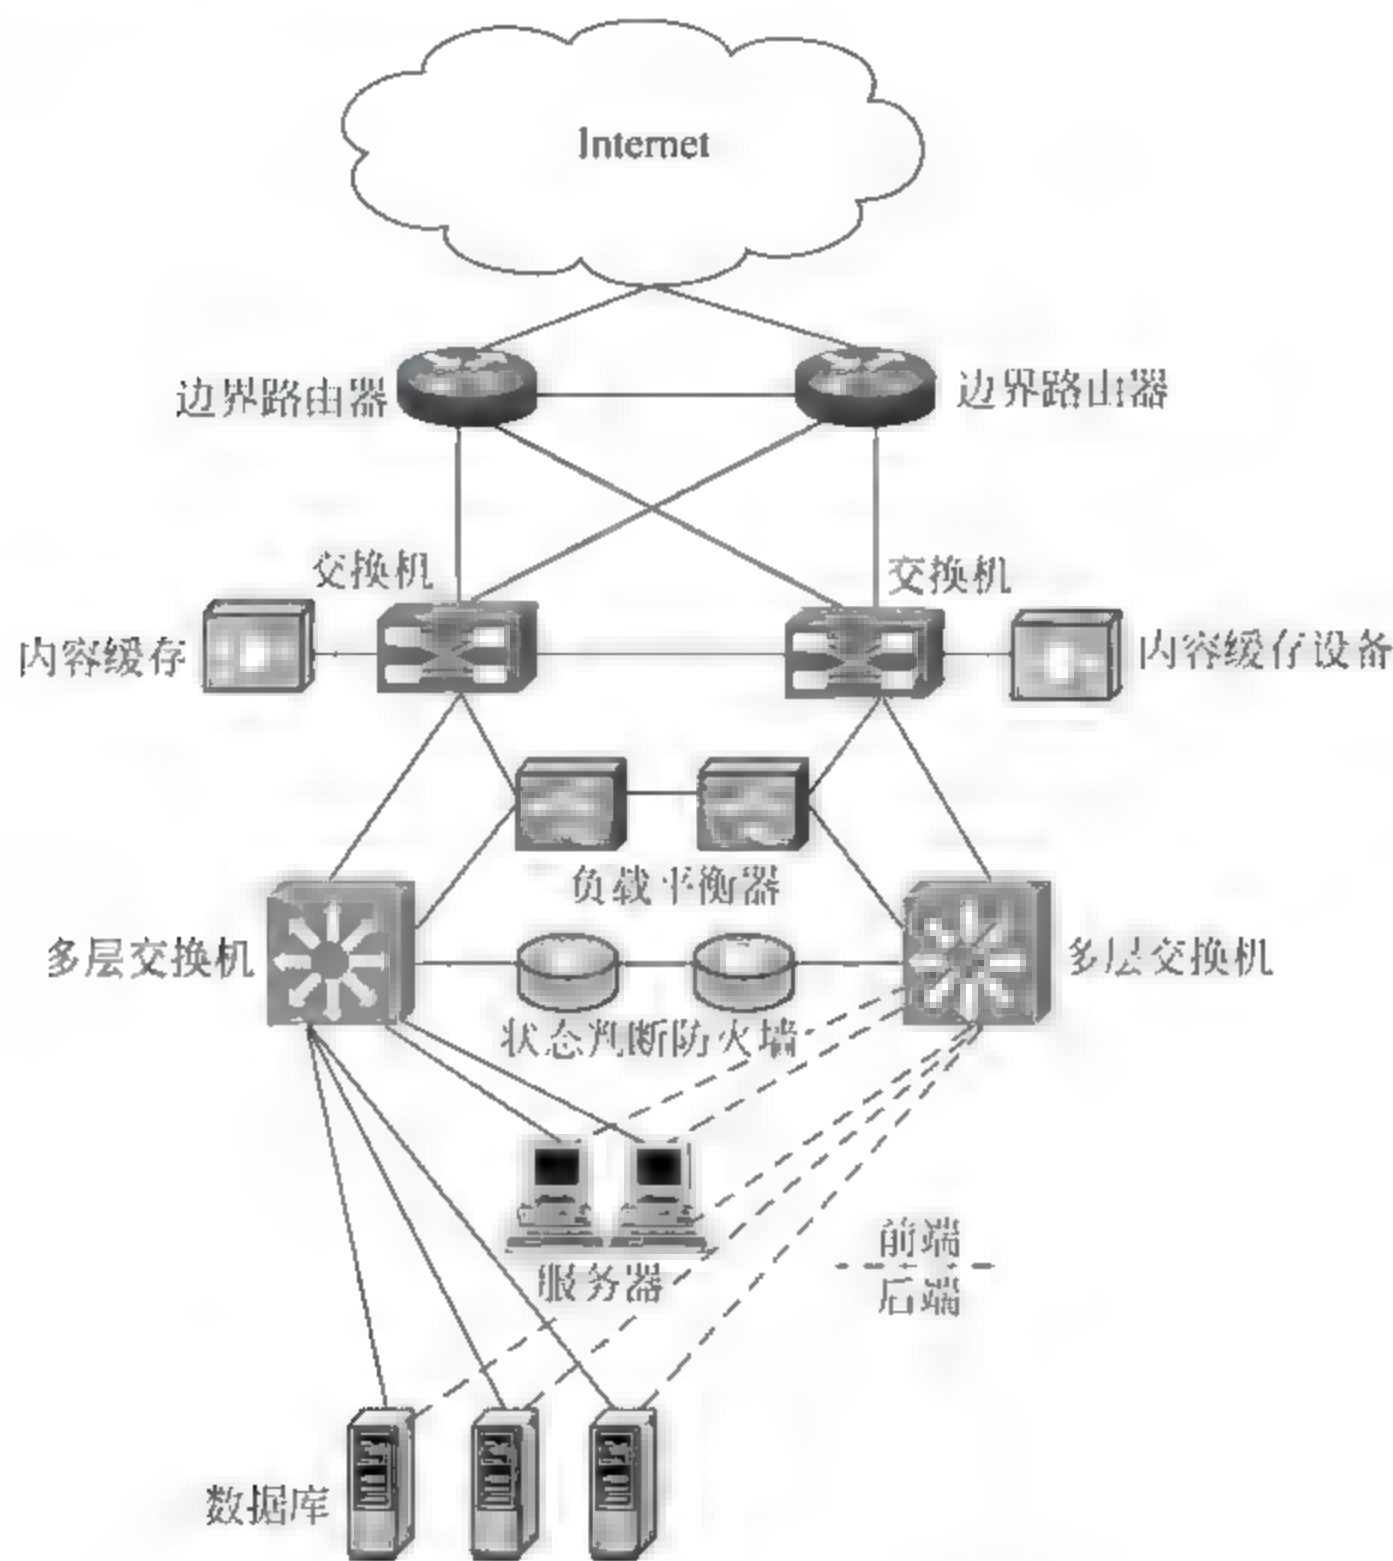 Internet
边界路由器
边界路由器
交换机
交换机
内容缓存
内容缓存设备
负载平衡器
多层交换机
多层交换机
状态判断防火墙
服务器
前端
后端
数据库